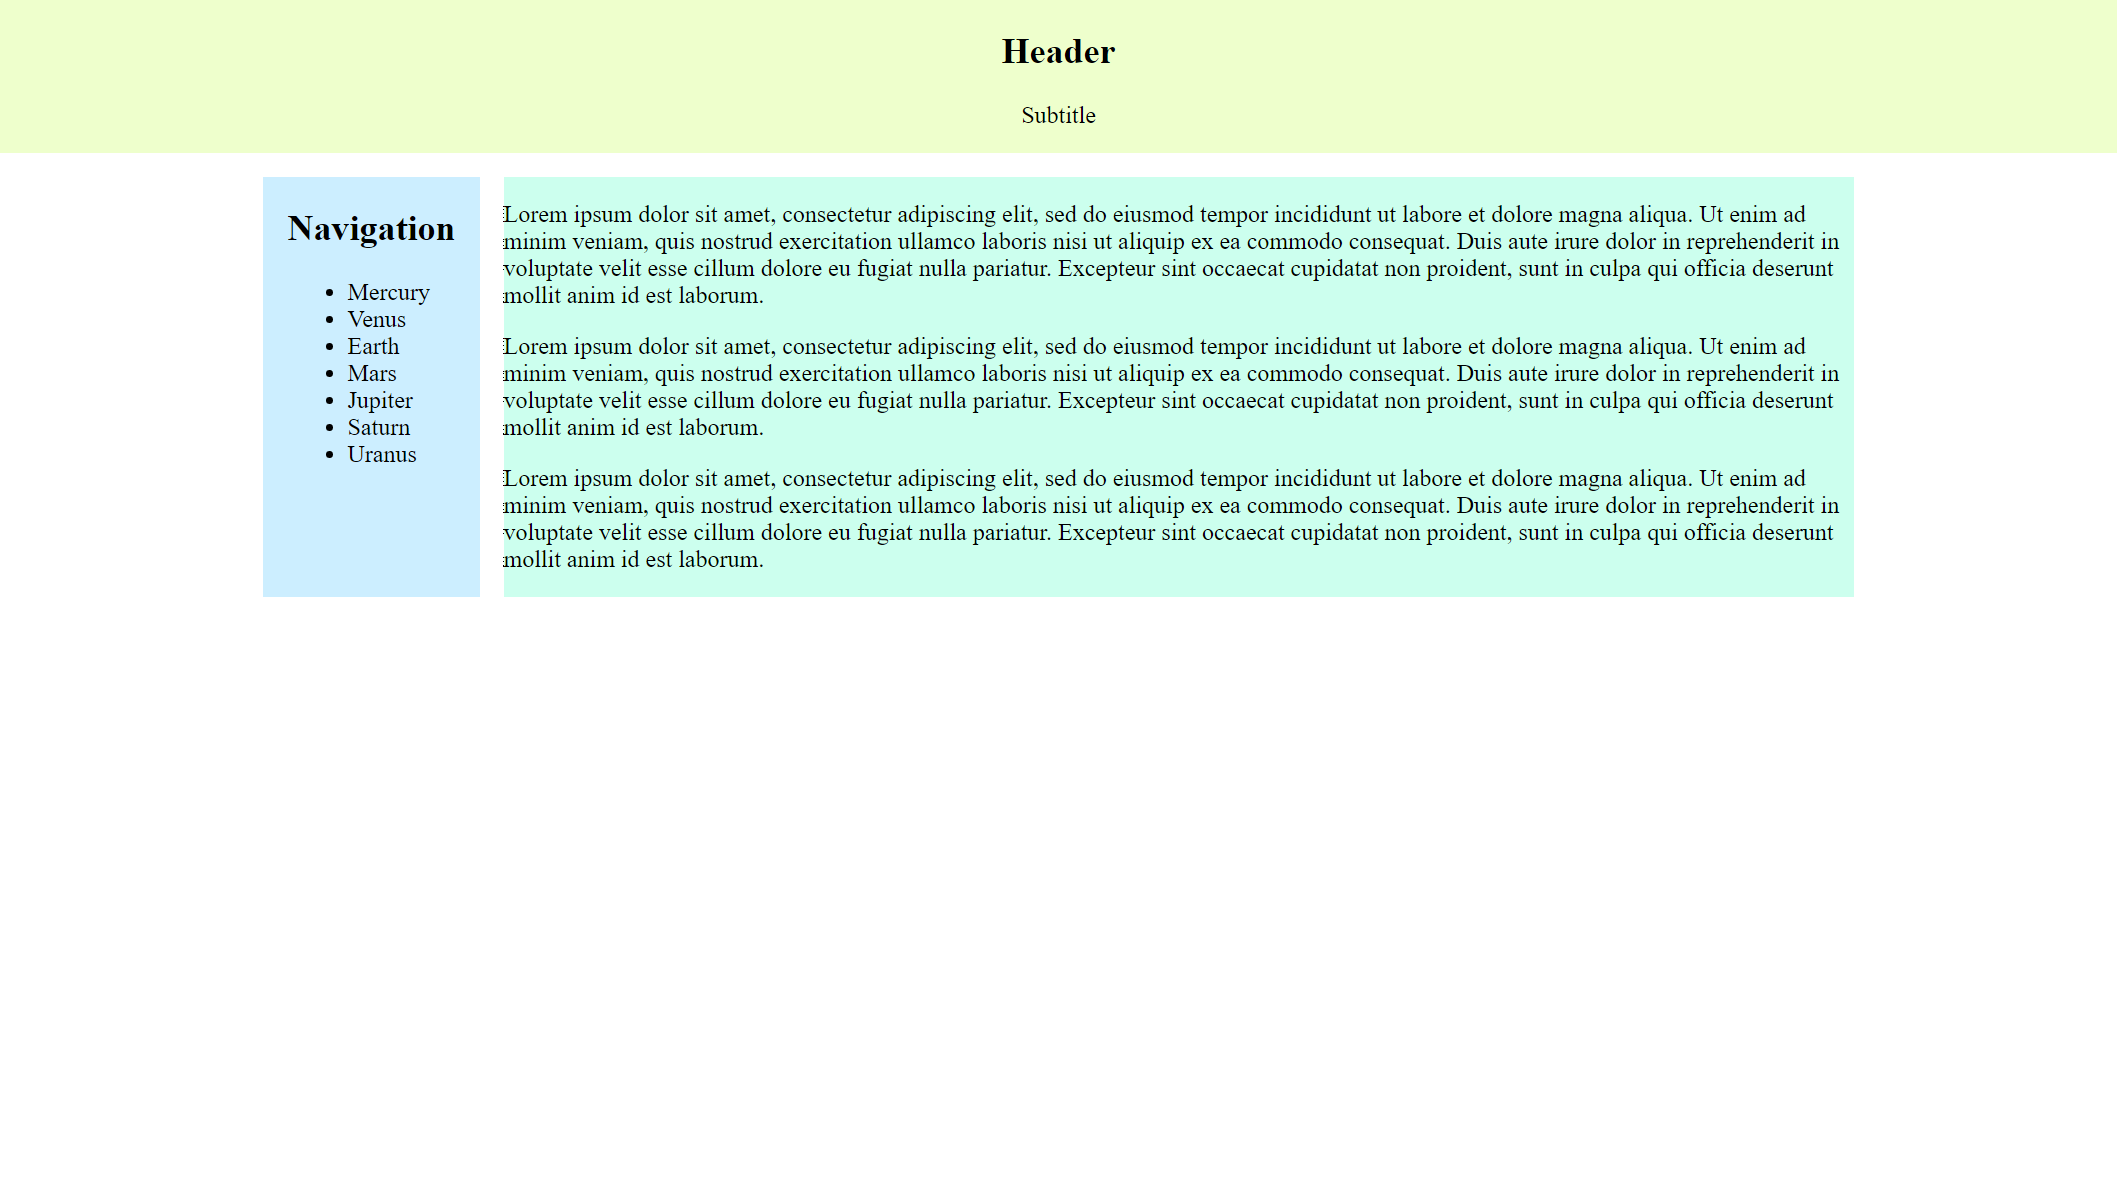 Header
Subtitle
Navigation
Mercury
Venus
Earth
Mars
Jupiter
Saturn
Uranus
Lorem ipsum dolor sit amet, consectetur adipiscing elit, sed do eiusmod tempor incididunt ut labore et dolore magna aliqua. Ut enim ad
minim veniam, quis nostrud exercitation ullamco laboris nisi ut aliquip ex ea commodo consequat. Duis aute irure dolor in reprehenderit in
voluptate velit esse cillum dolore eu fugiat nulla pariatur. Excepteur sint occaecat cupidatat non proident, sunt in culpa qui officia deserunt
mollit anim id est laborum.
Lorem ipsum dolor sit amet, consectetur adipiscing elit, sed do eiusmod tempor incididunt ut labore et dolore magna aliqua. Ut enim ad
minim veniam, quis nostrud exercitation ullamco laboris nisi ut aliquip ex ea commodo consequat. Duis aute irure dolor in reprehenderit in
voluptate velit esse cillum dolore eu fugiat nulla pariatur. Excepteur sint occaecat cupidatat non proident, sunt in culpa qui officia deserunt
mollit anim id est laborum.
Lorem ipsum dolor sit amet, consectetur adipiscing elit, sed do eiusmod tempor incididunt ut labore et dolore magna aliqua. Ut enim ad
minim veniam, quis nostrud exercitation ullamco laboris nisi ut aliquip ex ea commodo consequat. Duis aute irure dolor in reprehenderit in
voluptate velit esse cillum dolore eu fugiat nulla pariatur. Excepteur sint occaecat cupidatat non proident, sunt in culpa qui officia deserunt
mollit anim id est laborum.